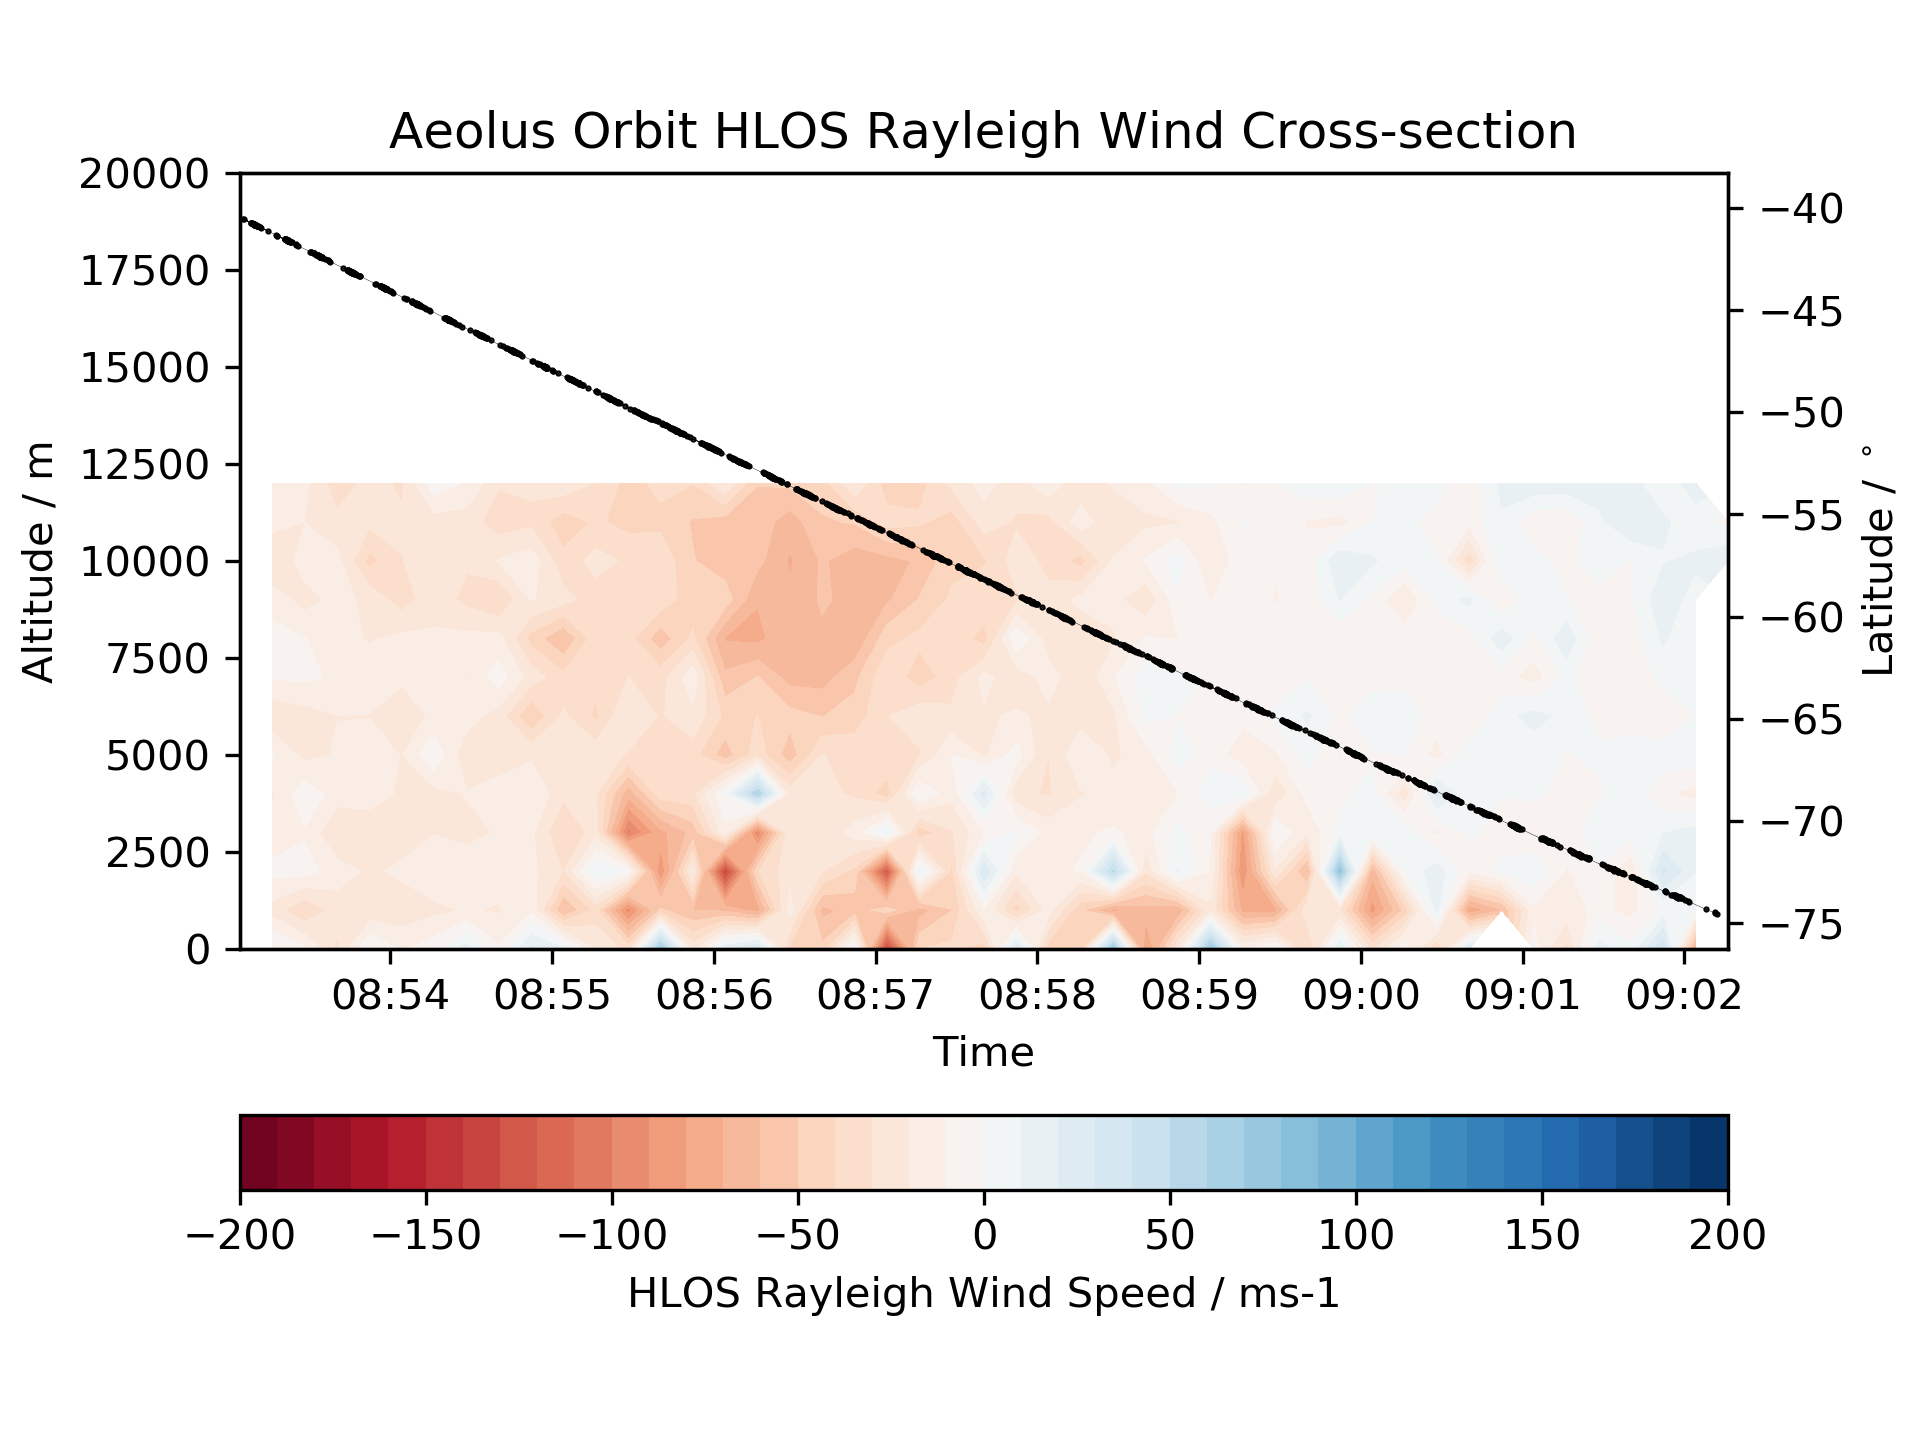 Aeolus Orbit HLOS Rayleigh Wind Cross-section
20000
17500
15000
12500
10000
7500
5000
2500
0
Altitude / m
−40
−45
−50
−55
−60
−65
−70
−75
Latitude / °
08:54 08:55 08:56 08:57 08:58 08:59 09:00 09:01 09:02
Time
−200 −150 −100 −50 0 50 100 150 200
HLOS Rayleigh Wind Speed / ms-1